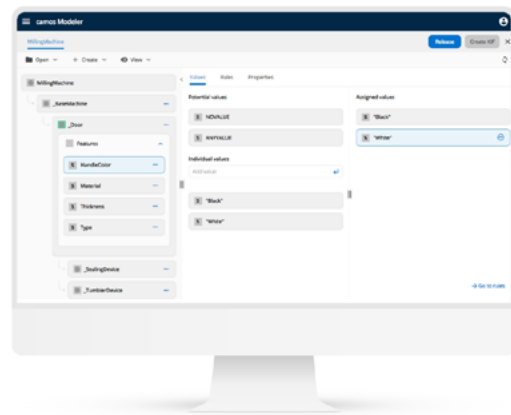 camos Modeler
MillingMachine
Release
Create KIF
Open
+ Create
View
Values
Rules
Properties
MillingMachine
_BaseMachine
_Door
Features
HandleColor
Material
Thickness
Type
_SealingDevice
_TumblerDevice
Potential values
NOVALUE
ANYVALUE
Individual values
Add value
"Black"
"White"
Assigned values
"Black"
"White"
Go to rules